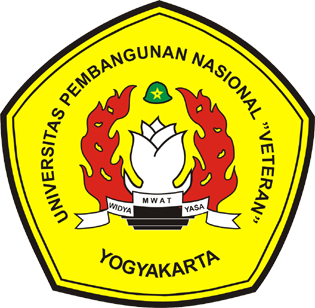 UNIVERSITAS PEMBANGUNAN NASIONAL "VETERAN"
WIDYA MWAT YASA
YOGYAKARTA